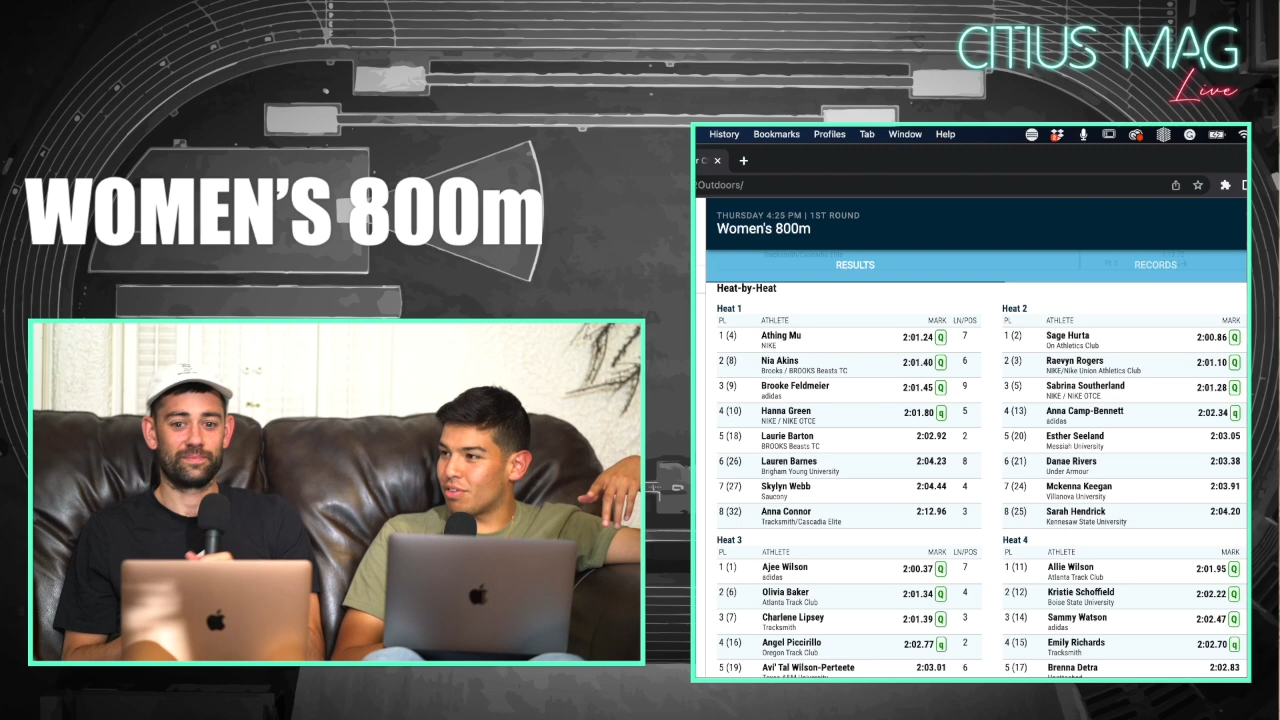 CITIUS MAG
Live
WOMEN'S 800m
History Bookmarks Profiles Tab Window Help
2Outdoors/
THURSDAY 4:25 PM | 1ST ROUND
Women's 800m
RESULTS RECORDS
Heat-by-Heat
Heat 1
PL ATHLETE MARK LN/POS
1 (4) Athing Mu 2:01.24 Q 7
NIKE
2 (8) Nia Akins 2:01.40 Q 6
Brooks / BROOKS Beasts TC
3 (9) Brooke Feldmeier 2:01.45 Q 9
adidas
4 (10) Hanna Green 2:01.80 q 5
NIKE / NIKE OTCE
5 (18) Laurie Barton 2:02.92 2
BROOKS Beasts TC
6 (26) Lauren Barnes 2:04.23 8
Brigham Young University
7 (27) Skylyn Webb 2:04.44 4
Saucony
8 (32) Anna Connor 2:12.96 3
Tracksmith/Cascadia Elite
Heat 2
PL ATHLETE MARK
1 (2) Sage Hurta 2:00.86 Q
On Athletics Club
2 (3) Raevyn Rogers 2:01.10 Q
NIKE/Nike Union Athletics Club
3 (5) Sabrina Southerland 2:01.28 Q
NIKE / NIKE OTCE
4 (13) Anna Camp-Bennett 2:02.34 q
adidas
5 (20) Esther Seeland 2:03.05
Messiah University
6 (21) Danae Rivers 2:03.38
Under Armour
7 (24) Mckenna Keegan 2:03.91
Villanova University
8 (25) Sarah Hendrick 2:04.20
Kennesaw State University
Heat 3
PL ATHLETE MARK LN/POS
1 (1) Ajee Wilson 2:00.37 Q 7
adidas
2 (6) Olivia Baker 2:01.34 Q 4
Atlanta Track Club
3 (7) Charlene Lipsey 2:01.39 Q 3
Tracksmith
4 (16) Angel Piccirillo 2:02.77 q 2
Oregon Track Club
5 (19) Avi' Tal Wilson-Perteete 2:03.01 6
Heat 4
PL ATHLETE MARK
1 (11) Allie Wilson 2:01.95 Q
Atlanta Track Club
2 (12) Kristie Schoffield 2:02.22 Q
Boise State University
3 (14) Sammy Watson 2:02.47 Q
adidas
4 (15) Emily Richards 2:02.70 q
Tracksmith
5 (17) Brenna Detra 2:02.83